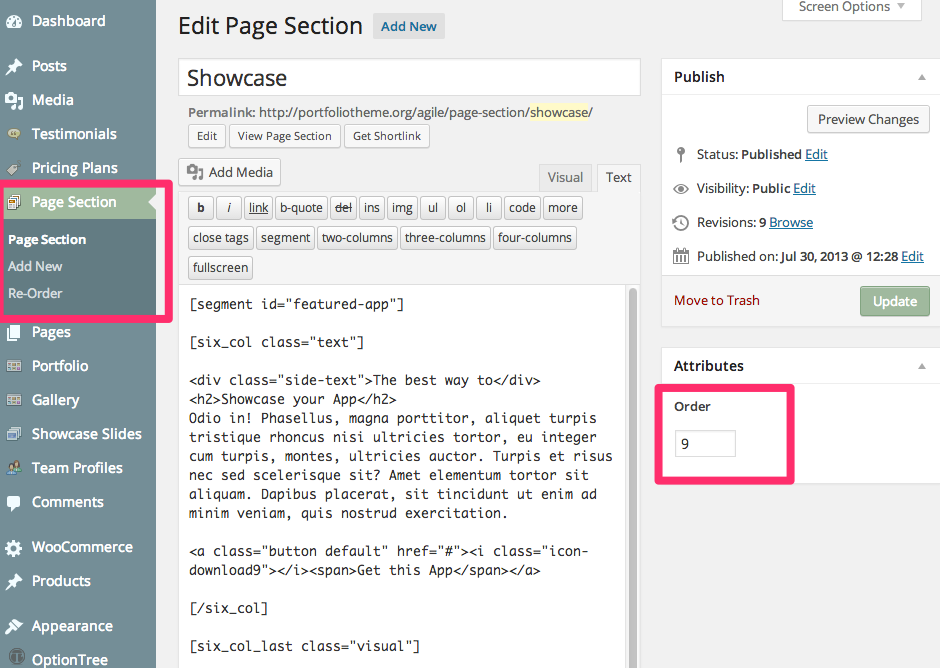 Dashboard
Posts
Media
Testimonials
Pricing Plans
Page Section
Page Section
Add New
Re-Order
Pages
Portfolio
Gallery
Showcase Slides
Team Profiles
Comments
WooCommerce
Products
Appearance
OptionTree
Screen Options
Edit Page Section Add New
Showcase
Permalink: http://portfoliotheme.org/agile/page-section/showcase/
Edit View Page Section Get Shortlink
Add Media
Visual Text
b i link b-quote del ins img ul ol li code more
close tags segment two-columns three-columns four-columns
fullscreen
[segment id="featured-app"]
[six_col class="text"]
<div class="side-text">The best way to</div>
<h2>Showcase your App</h2>
Odio in! Phasellus, magna porttitor, aliquet turpis
tristique rhoncus nisi ultricies tortor, eu integer
cum turpis, montes, ultricies auctor. Turpis et risus
nec sed scelerisque sit? Amet elementum tortor sit
aliquam. Dapibus placerat, sit tincidunt ut enim ad
minim veniam, quis nostrud exercitation.
<a class="button default" href="#"><i class="icon-
download9"></i><span>Get this App</span></a>
[/six_col]
[six_col_last class="visual"]
Publish
Preview Changes
Status: Published Edit
Visibility: Public Edit
Revisions: 9 Browse
Published on: Jul 30, 2013 @ 12:28 Edit
Move to Trash Update
Attributes
Order
9